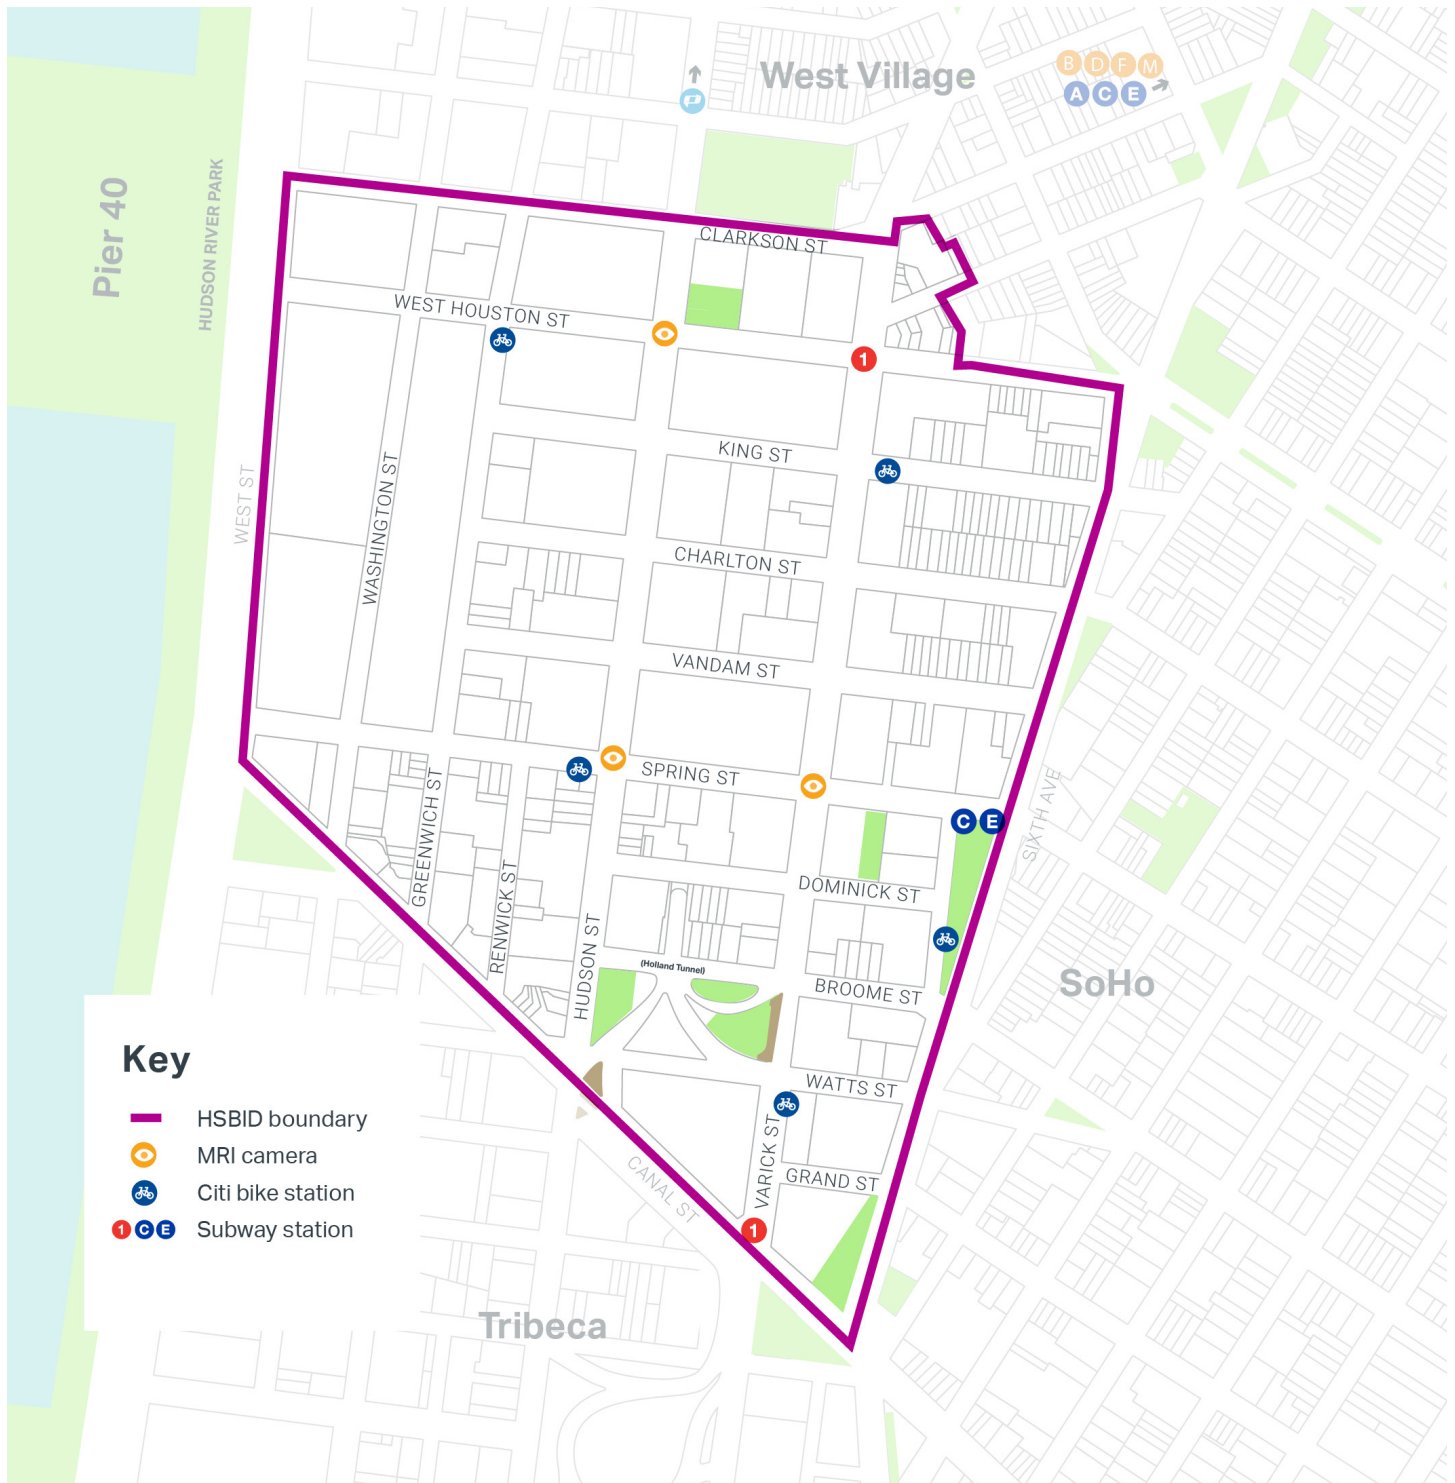 West Village
B D F M
A C E
Pier 40
HUDSON RIVER PARK
CLARKSON ST
WEST HOUSTON ST
1
KING ST
WEST ST
WASHINGTON ST
CHARLTON ST
VANDAM ST
SPRING ST
C E
SIXTH AVE
GREENWICH ST
RENWICK ST
HUDSON ST
DOMINICK ST
(Holland Tunnel)
BROOME ST
SoHo
WATTS ST
VARICK ST
GRAND ST
CANAL ST
1
Tribeca
Key
HSBID boundary
MRI camera
Citi bike station
1 C E Subway station